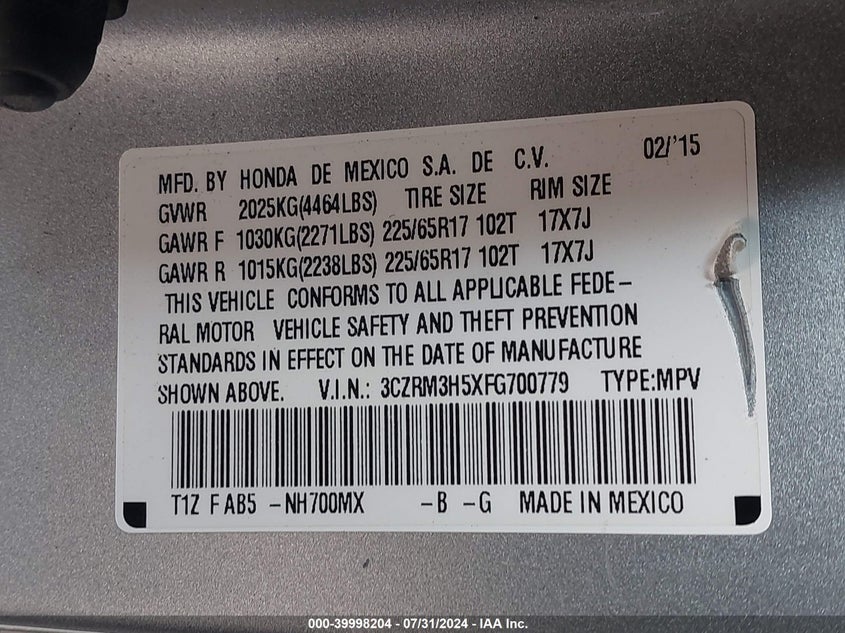 MFD. BY HONDA DE MEXICO S.A. DE C.V. 02/'15
GVWR 2025KG(4464LBS) TIRE SIZE RIM SIZE
GAWR F 1030KG(2271LBS) 225/65R17 102T 17X7J
GAWR R 1015KG(2238LBS) 225/65R17 102T 17X7J
THIS VEHICLE CONFORMS TO ALL APPLICABLE FEDE-
RAL MOTOR VEHICLE SAFETY AND THEFT PREVENTION
STANDARDS IN EFFECT ON THE DATE OF MANUFACTURE
SHOWN ABOVE. V.I.N.: 3CZRM3H5XFG700779 TYPE:MPV
T1Z F AB5 -NH700MX -B -G MADE IN MEXICO
000-39998204 - 07/31/2024 - IAA Inc.